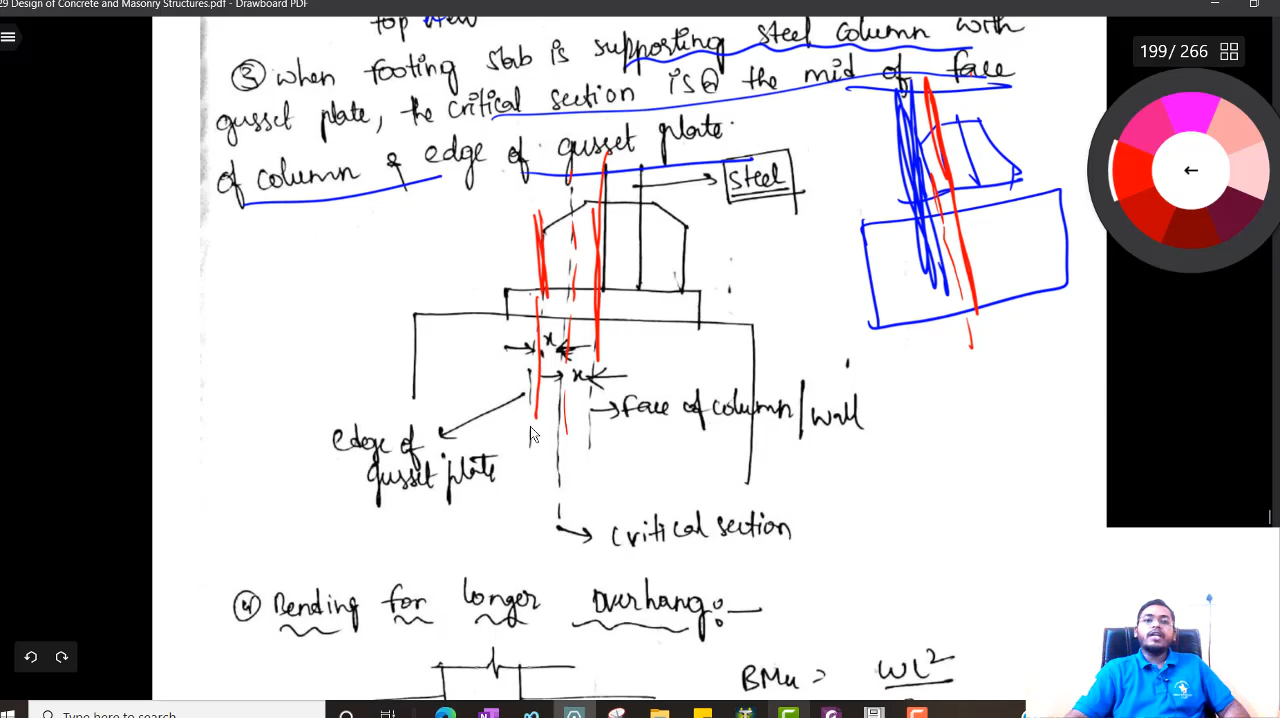 29 Design of Concrete and Masonry Structures.pdf - Drawboard PDF
top view
199 / 266
③ when footing slab is supporting steel column with
gusset plate, the critical section is @ the mid of face
of column & edge of gusset plate.
steel
x
x
face of column / wall
edge of
gusset plate
critical section
④ Bending for longer overhang:—
BMu = wl²
Type here to search